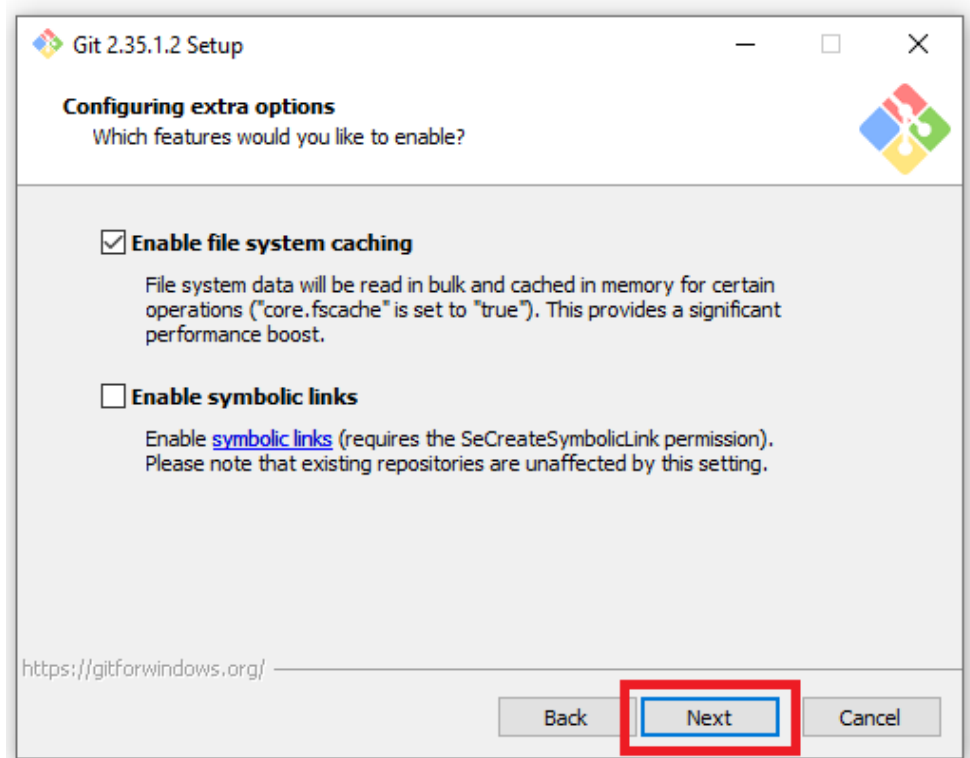 Git 2.35.1.2 Setup
Configuring extra options
Which features would you like to enable?
Enable file system caching
File system data will be read in bulk and cached in memory for certain
operations ("core.fscache" is set to "true"). This provides a significant
performance boost.
Enable symbolic links
Enable symbolic links (requires the SeCreateSymbolicLink permission).
Please note that existing repositories are unaffected by this setting.
https://gitforwindows.org/
Back Next Cancel